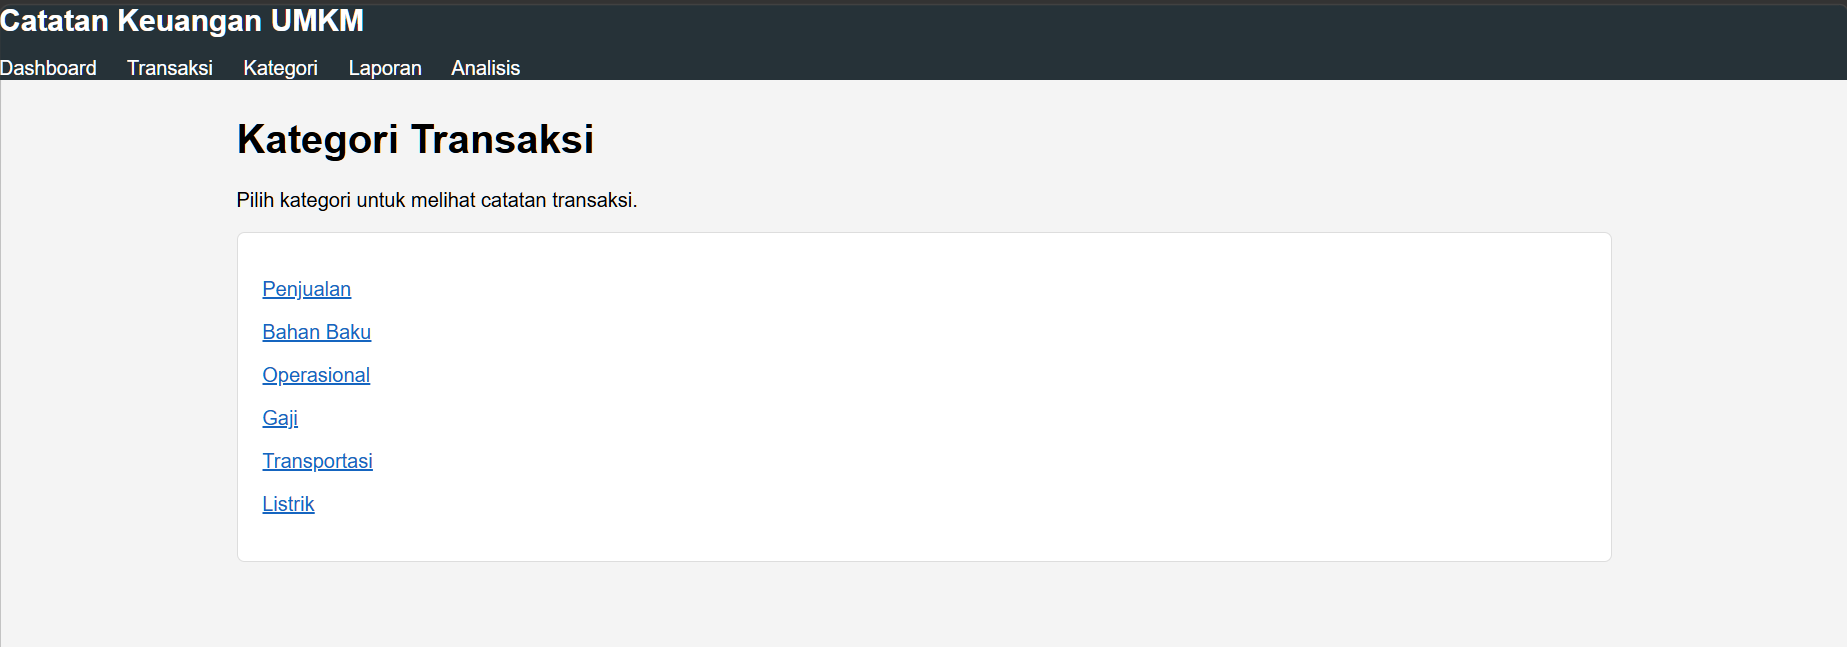 Catatan Keuangan UMKM
Dashboard Transaksi Kategori Laporan Analisis
Kategori Transaksi
Pilih kategori untuk melihat catatan transaksi.
Penjualan
Bahan Baku
Operasional
Gaji
Transportasi
Listrik